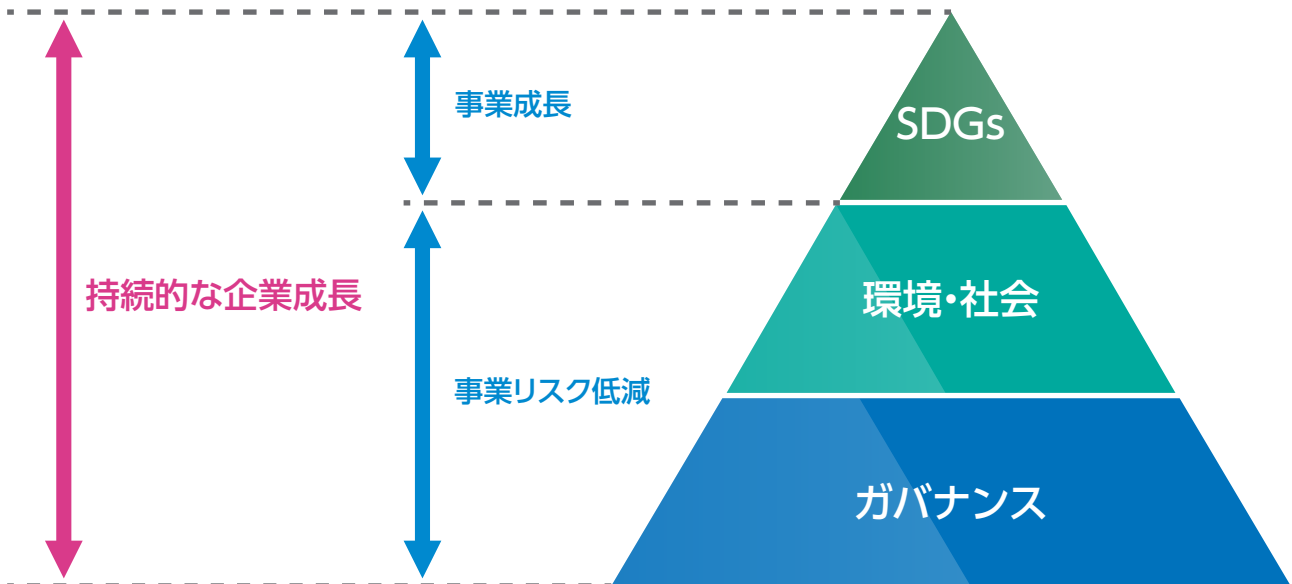 事業成長
SDGs
持続的な企業成長
環境・社会
事業リスク低減
ガバナンス